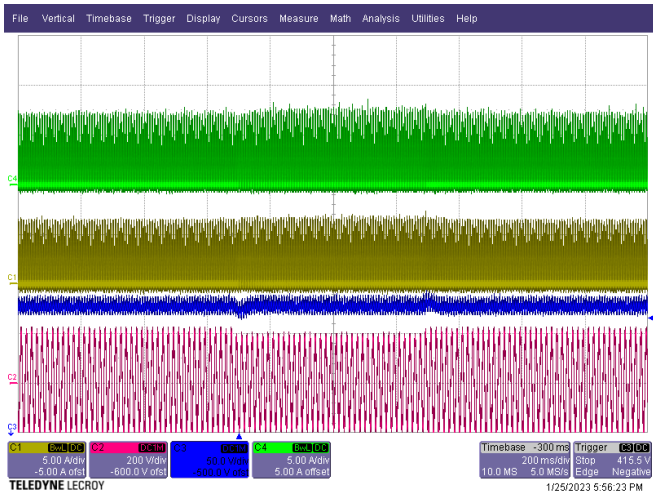 File Vertical Timebase Trigger Display Cursors Measure Math Analysis Utilities Help
C4
C1
C2
C3
C1 BwL DC
5.00 A/div
-5.00 A ofst
C2 DC1M
200 V/div
-600.0 V ofst
C3
50.0 V/div
-500.0 V ofst
C4 BwL DC
5.00 A/div
5.00 A offset
Timebase -300 ms
200 ms/div
10.0 MS 5.0 MS/s
Trigger C3 DC
Stop 415.5 V
Edge Negative
TELEDYNE LECROY
1/25/2023 5:56:23 PM